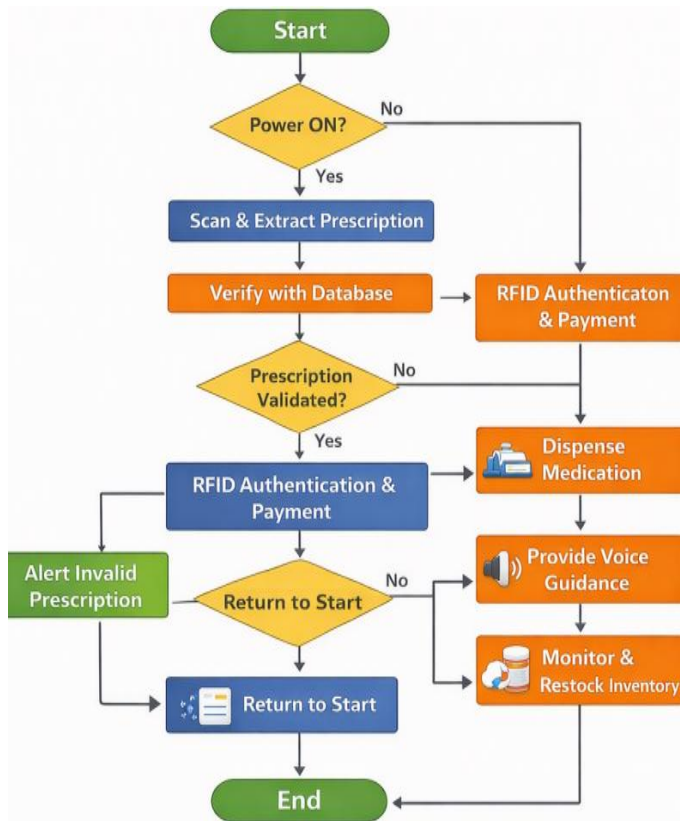 Start
Power ON?
No
Yes
Scan & Extract Prescription
Verify with Database
RFID Authenticaton
& Payment
Prescription
Validated?
No
Yes
Dispense
Medication
RFID Authentication &
Payment
Alert Invalid
Prescription
Return to Start
No
Provide Voice
Guidance
Monitor &
Restock Inventory
Return to Start
End